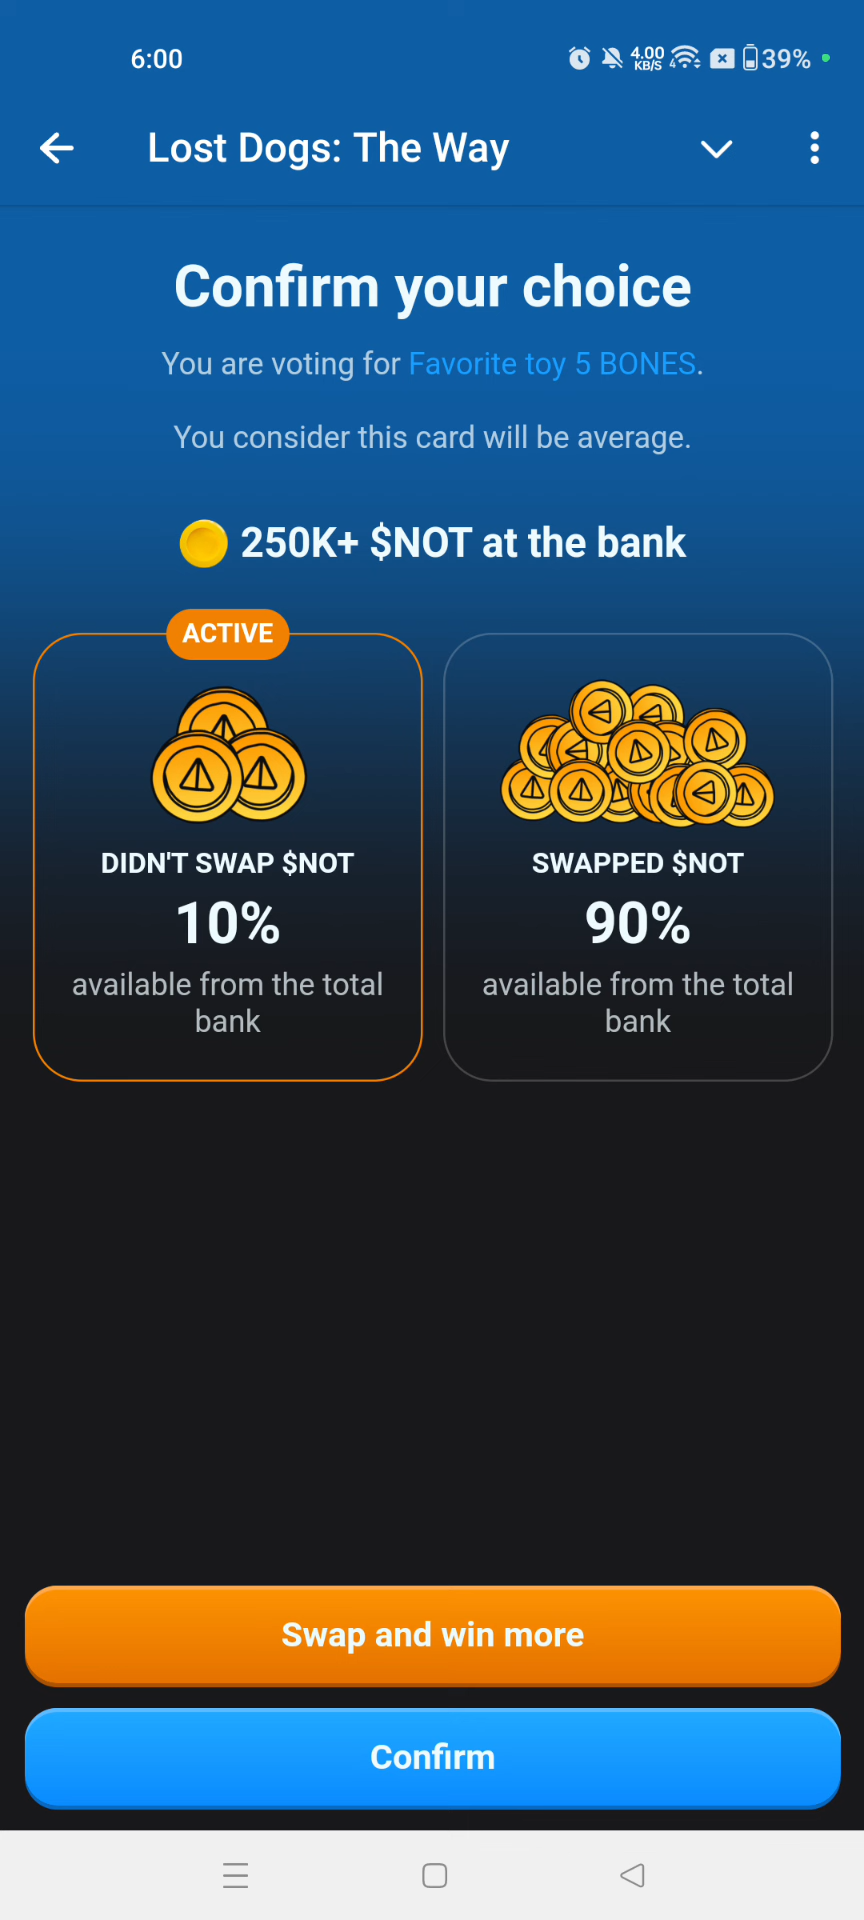 6:00
4.00
KB/S
4
39%
Lost Dogs: The Way
Confirm your choice
You are voting for Favorite toy 5 BONES.
You consider this card will be average.
250K+ $NOT at the bank
ACTIVE
DIDN'T SWAP $NOT
10%
available from the total
bank
SWAPPED $NOT
90%
available from the total
bank
Swap and win more
Confirm